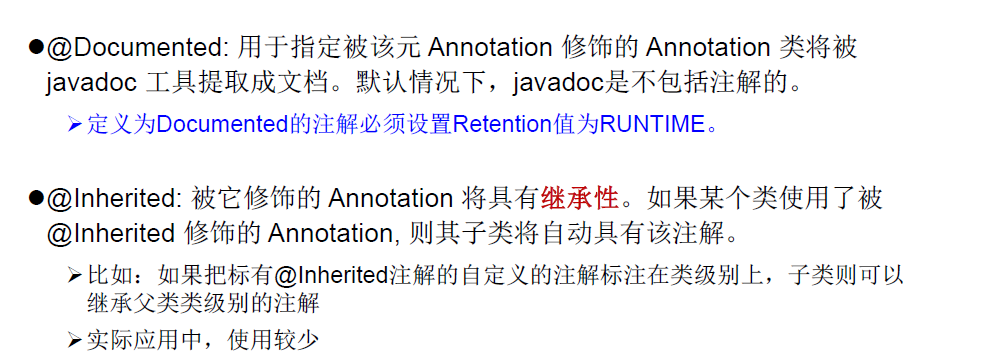 ●@Documented: 用于指定被该元 Annotation 修饰的 Annotation 类将被
javadoc 工具提取成文档。默认情况下，javadoc是不包括注解的。
➢定义为Documented的注解必须设置Retention值为RUNTIME。
●@Inherited: 被它修饰的 Annotation 将具有继承性。如果某个类使用了被
@Inherited 修饰的 Annotation, 则其子类将自动具有该注解。
➢比如：如果把标有@Inherited注解的自定义的注解标注在类级别上，子类则可以
继承父类类级别的注解
➢实际应用中，使用较少